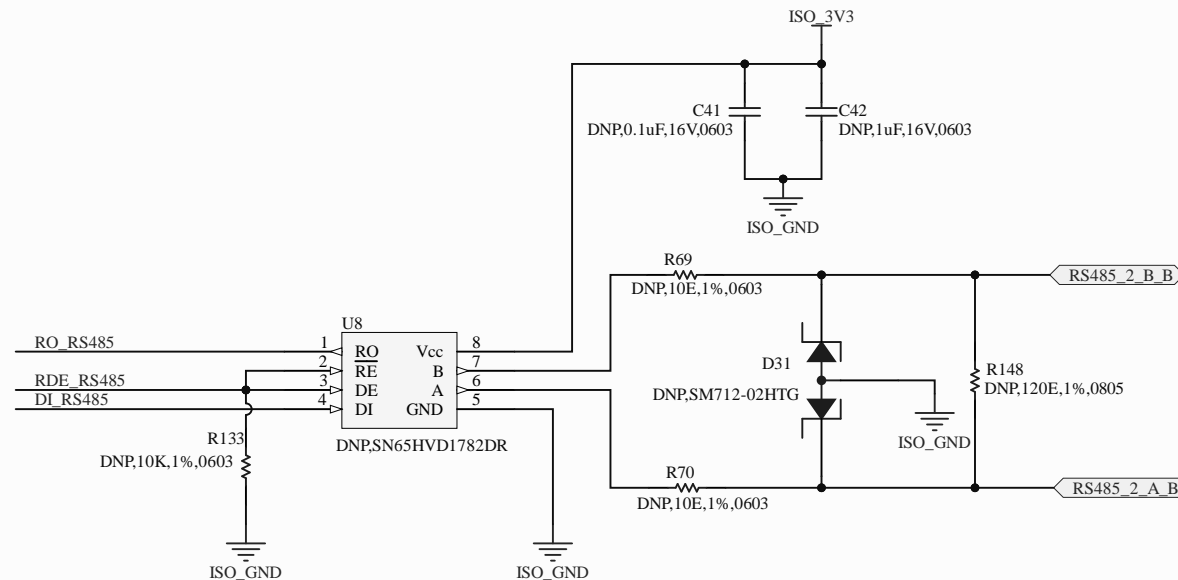 ISO_3V3
C41
DNP,0.1uF,16V,0603
C42
DNP,1uF,16V,0603
ISO_GND
R69
DNP,10E,1%,0603
RS485_2_B_B
U8
RO_RS485
1
RO
Vcc
8
2
RE
B
7
RDE_RS485
3
DE
A
6
DI_RS485
4
DI
GND
5
D31
DNP,SM712-02HTG
R148
DNP,120E,1%,0805
ISO_GND
R133
DNP,10K,1%,0603
DNP,SN65HVD1782DR
R70
DNP,10E,1%,0603
RS485_2_A_B
ISO_GND
ISO_GND